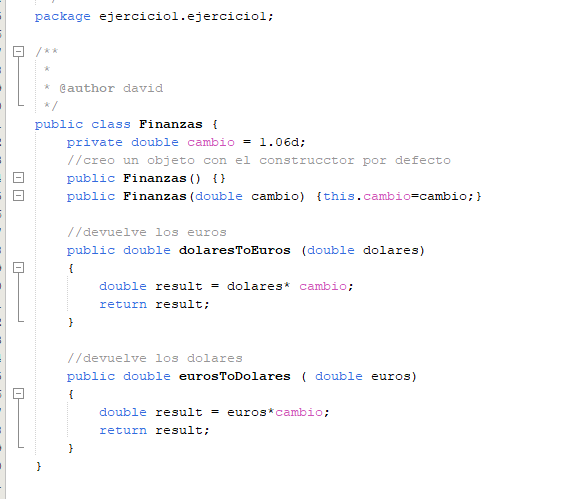 package ejercicio1.ejercicio1;
/**
*
* @author david
*/
public class Finanzas {
private double cambio = 1.06d;
//creo un objeto con el construcctor por defecto
public Finanzas() {}
public Finanzas(double cambio) {this.cambio=cambio;}
//devuelve los euros
public double dolaresToEuros (double dolares)
{
double result = dolares* cambio;
return result;
}
//devuelve los dolares
public double eurosToDolares ( double euros)
{
double result = euros*cambio;
return result;
}
}